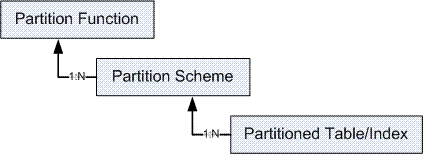 Partition Function
1:N
Partition Scheme
1:N
Partitioned Table/Index